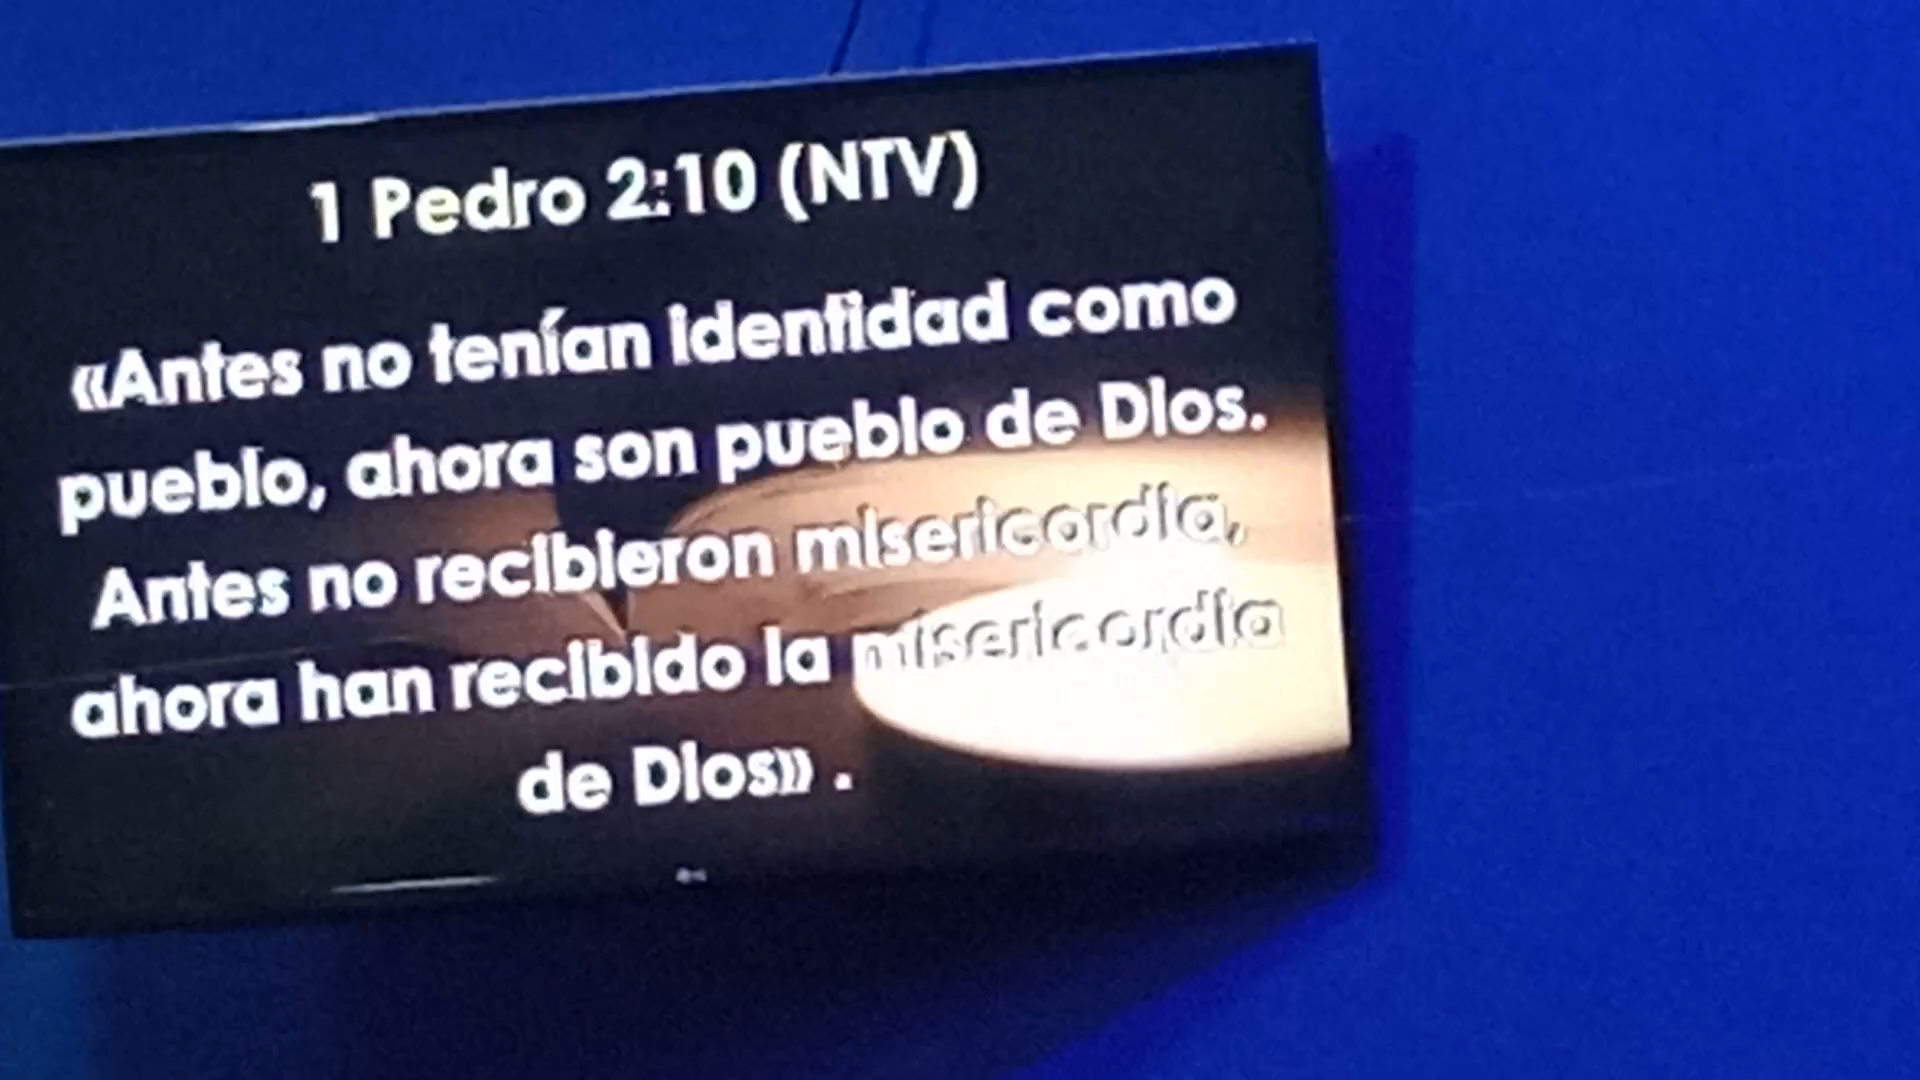 1 Pedro 2:10 (NTV)
«Antes no tenían identidad como
pueblo, ahora son pueblo de Dios.
Antes no recibieron misericordia,
ahora han recibido la misericordia
de Dios» .